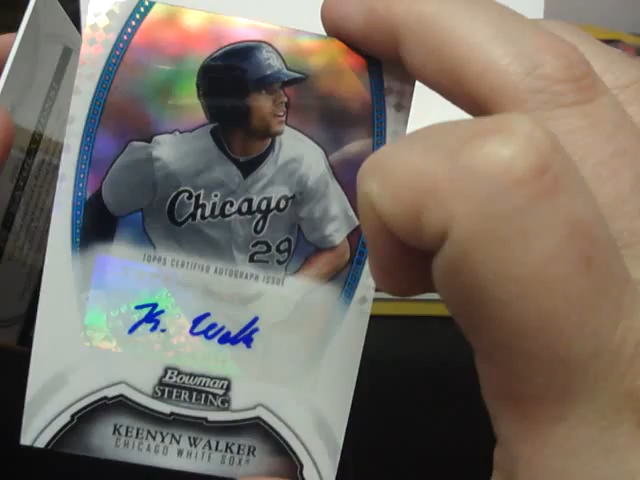 Chicago
29
TOPPS CERTIFIED AUTOGRAPH ISSUE
K. Walk
Bowman
STERLING
KEENYN WALKER
CHICAGO WHITE SOX